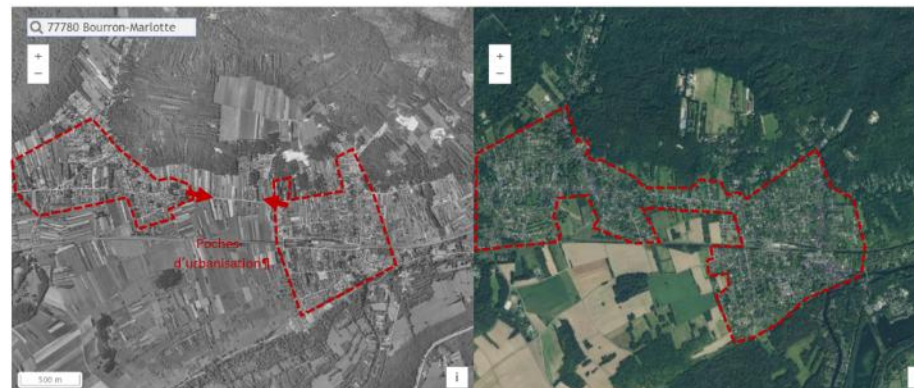 77780 Bourron-Marlotte
+
−
+
−
Poches
d'urbanisation¶
500 m
i